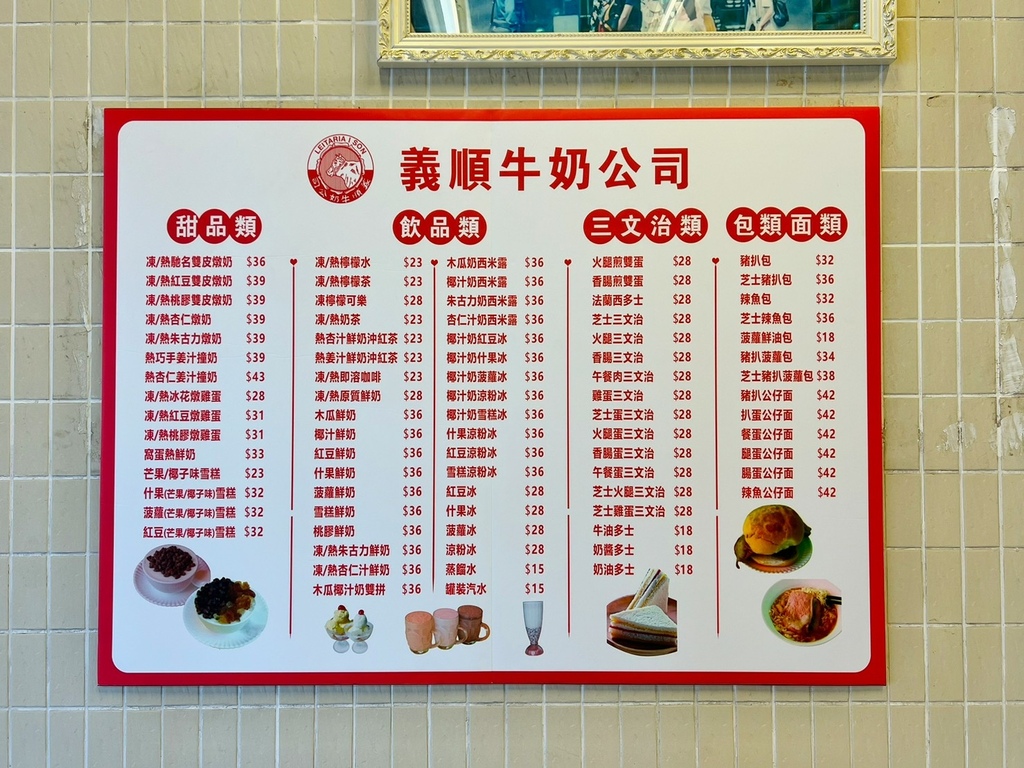 LEITARIA I SON
司公奶牛順義
義順牛奶公司
甜品類
凍/熱馳名雙皮燉奶 $36
凍/熱紅豆雙皮燉奶 $39
凍/熱桃膠雙皮燉奶 $39
凍/熱杏仁燉奶 $39
凍/熱朱古力燉奶 $39
熱巧手姜汁撞奶 $39
熱杏仁姜汁撞奶 $43
凍/熱冰花燉雞蛋 $28
凍/熱紅豆燉雞蛋 $31
凍/熱桃膠燉雞蛋 $31
窩蛋熱鮮奶 $33
芒果/椰子味雪糕 $23
什果(芒果/椰子味)雪糕 $32
菠蘿(芒果/椰子味)雪糕 $32
紅豆(芒果/椰子味)雪糕 $32
飲品類
凍/熱檸檬水 $23
凍/熱檸檬茶 $23
凍檸檬可樂 $28
凍/熱奶茶 $23
熱杏汁鮮奶沖紅茶 $23
熱姜汁鮮奶沖紅茶 $23
凍/熱即溶咖啡 $23
凍/熱原質鮮奶 $28
木瓜鮮奶 $36
椰汁鮮奶 $36
紅豆鮮奶 $36
什果鮮奶 $36
菠蘿鮮奶 $36
雪糕鮮奶 $36
桃膠鮮奶 $36
凍/熱朱古力鮮奶 $36
凍/熱杏仁汁鮮奶 $36
木瓜椰汁奶雙拼 $36
木瓜奶西米露 $36
椰汁奶西米露 $36
朱古力奶西米露 $36
杏仁汁奶西米露 $36
椰汁奶紅豆冰 $36
椰汁奶什果冰 $36
椰汁奶菠蘿冰 $36
椰汁奶涼粉冰 $36
椰汁奶雪糕冰 $36
什果涼粉冰 $36
紅豆涼粉冰 $36
雪糕涼粉冰 $36
紅豆冰 $28
什果冰 $28
菠蘿冰 $28
涼粉冰 $28
蒸餾水 $15
罐裝汽水 $15
三文治類
火腿煎雙蛋 $28
香腸煎雙蛋 $28
法蘭西多士 $28
芝士三文治 $28
火腿三文治 $28
香腸三文治 $28
午餐肉三文治 $28
雞蛋三文治 $28
芝士蛋三文治 $28
火腿蛋三文治 $28
香腸蛋三文治 $28
午餐蛋三文治 $28
芝士火腿三文治 $28
芝士雞蛋三文治 $28
牛油多士 $18
奶醬多士 $18
奶油多士 $18
包類面類
豬扒包 $32
芝士豬扒包 $36
辣魚包 $32
芝士辣魚包 $36
菠蘿鮮油包 $18
豬扒菠蘿包 $34
芝士豬扒菠蘿包 $38
豬扒公仔面 $42
扒蛋公仔面 $42
餐蛋公仔面 $42
腿蛋公仔面 $42
腸蛋公仔面 $42
辣魚公仔面 $42